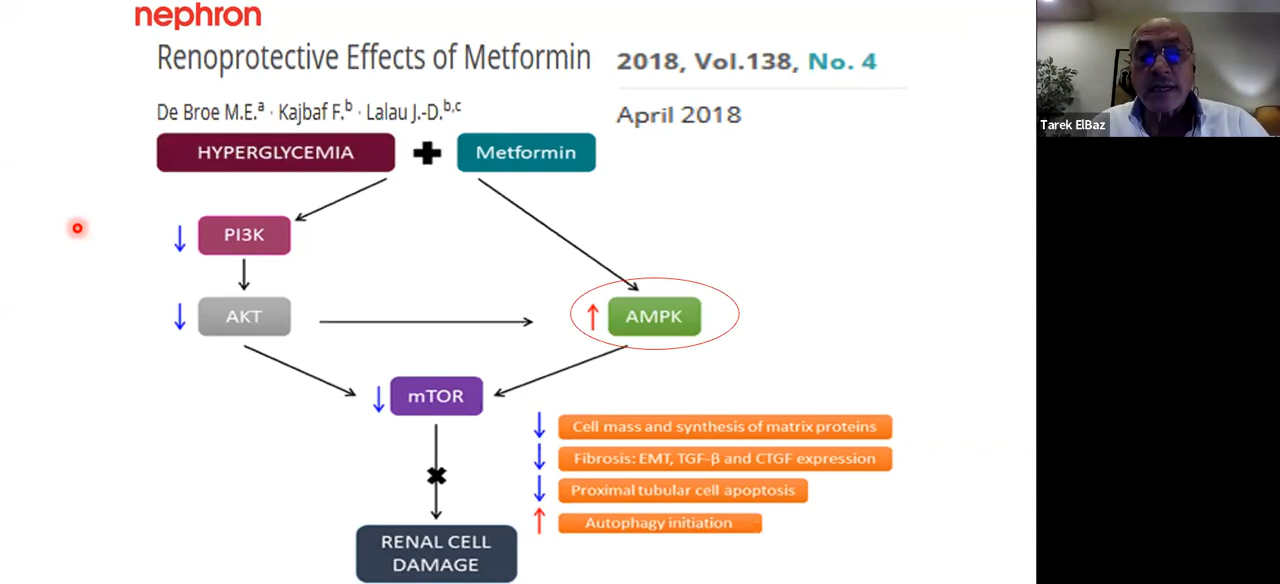 nephron
Renoprotective Effects of Metformin
2018, Vol.138, No. 4
De Broe M.E.a · Kajbaf F.b · Lalau J.-D.b,c
April 2018
HYPERGLYCEMIA
Metformin
PI3K
AKT
AMPK
mTOR
Cell mass and synthesis of matrix proteins
Fibrosis: EMT, TGF-β and CTGF expression
Proximal tubular cell apoptosis
Autophagy initiation
RENAL CELL
DAMAGE
Tarek ElBaz